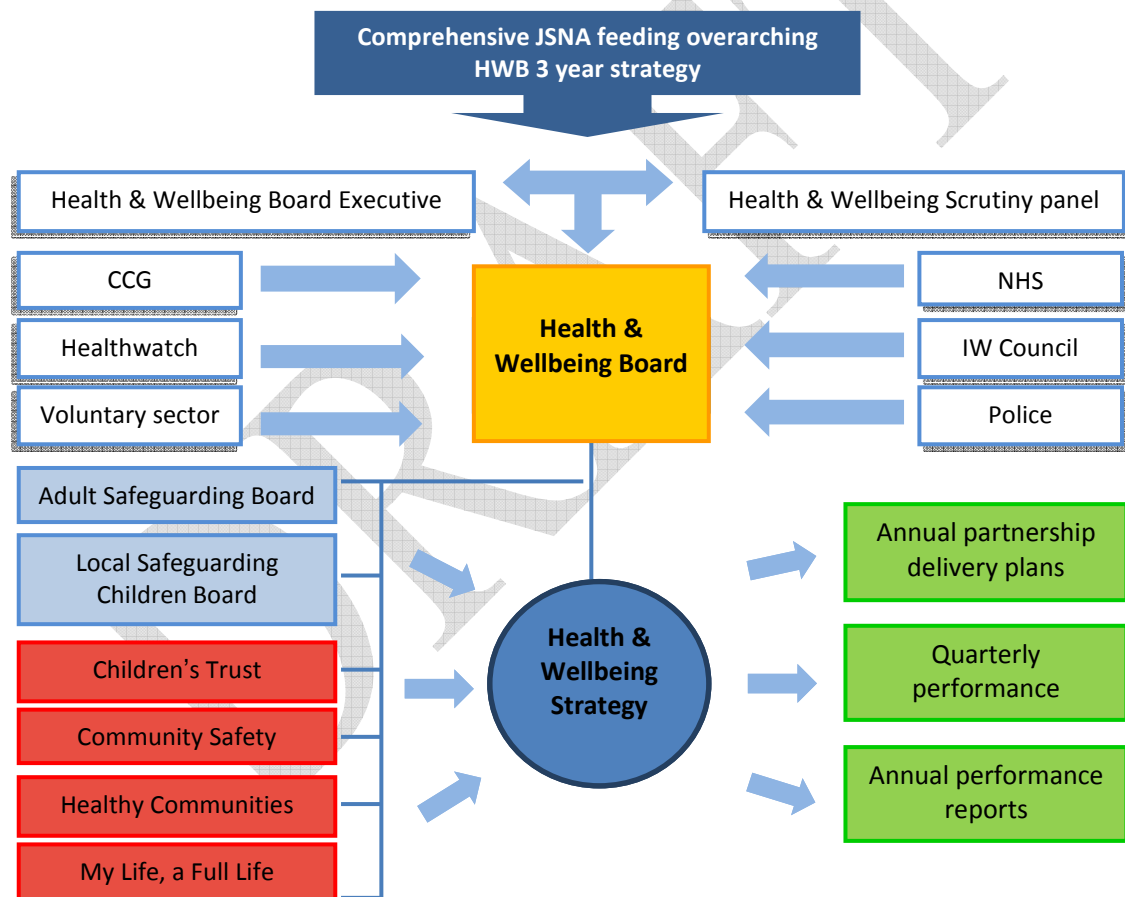 Comprehensive JSNA feeding overarching
HWB 3 year strategy
Health & Wellbeing Board Executive
Health & Wellbeing Scrutiny panel
CCG
Healthwatch
Voluntary sector
Health &
Wellbeing Board
NHS
IW Council
Police
Adult Safeguarding Board
Local Safeguarding
Children Board
Children’s Trust
Community Safety
Healthy Communities
My Life, a Full Life
Health &
Wellbeing
Strategy
Annual partnership
delivery plans
Quarterly
performance
Annual performance
reports
DRAFT